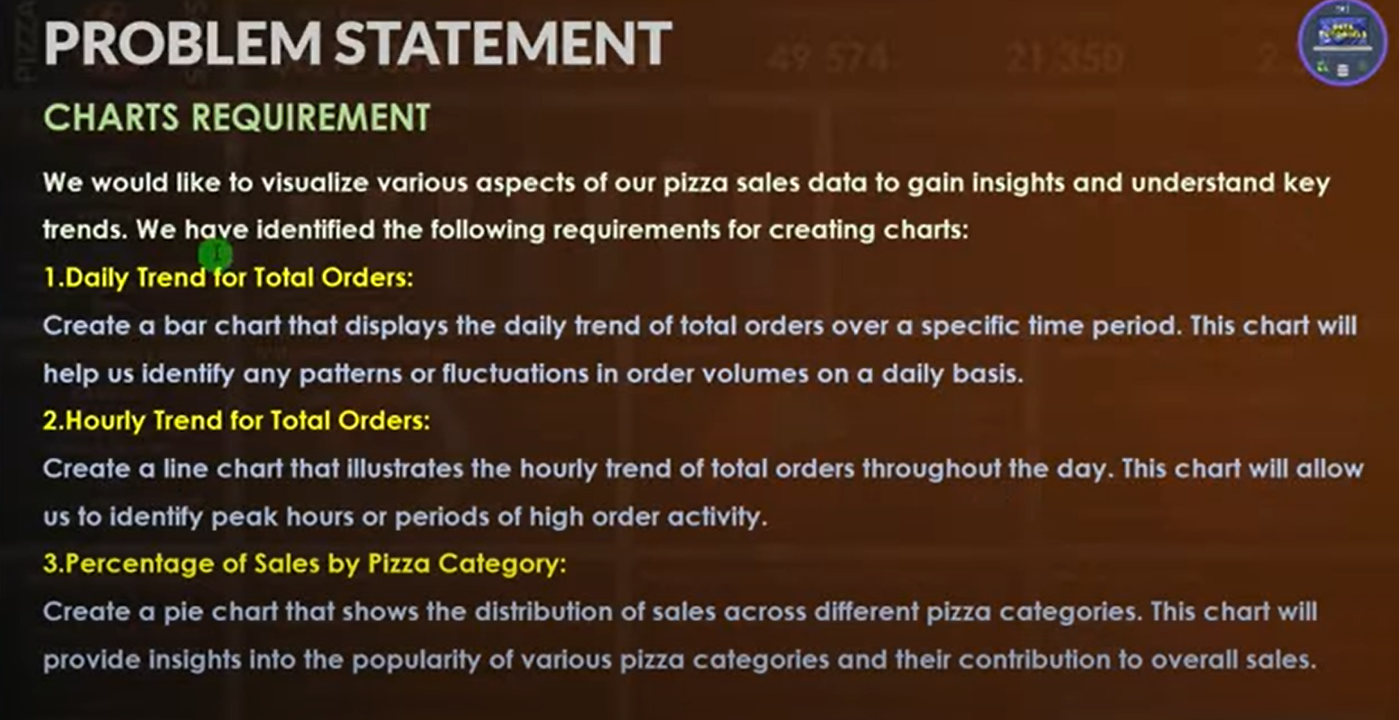 PROBLEM STATEMENT
49 574 21 350
CHARTS REQUIREMENT
We would like to visualize various aspects of our pizza sales data to gain insights and understand key
trends. We have identified the following requirements for creating charts:
1.Daily Trend for Total Orders:
Create a bar chart that displays the daily trend of total orders over a specific time period. This chart will
help us identify any patterns or fluctuations in order volumes on a daily basis.
2.Hourly Trend for Total Orders:
Create a line chart that illustrates the hourly trend of total orders throughout the day. This chart will allow
us to identify peak hours or periods of high order activity.
3.Percentage of Sales by Pizza Category:
Create a pie chart that shows the distribution of sales across different pizza categories. This chart will
provide insights into the popularity of various pizza categories and their contribution to overall sales.